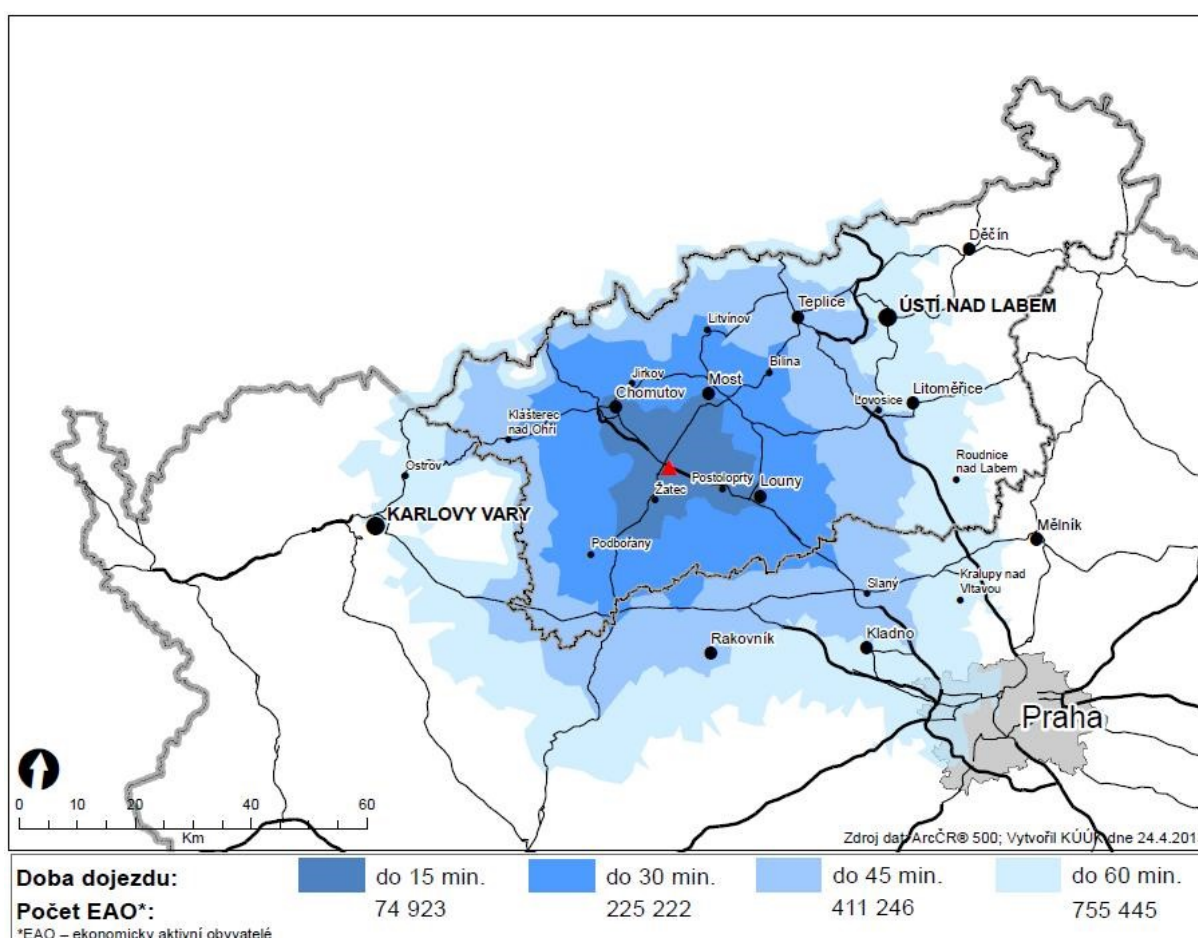 Děčín
Teplice
ÚSTÍ NAD LABEM
Litvínov
Bílina
Jirkov
Most
Chomutov
Litoměřice
Lovosice
Klášterec
nad Ohří
Ostrov
Roudnice
nad Labem
Postoloprty
Louny
Žatec
KARLOVY VARY
Mělník
Podbořany
Slaný
Kralupy nad
Vltavou
Rakovník
Kladno
Praha
0 10 20 40 60
Km
Zdroj dat: ArcČR® 500; Vytvořil KÚÚK dne 24.4.201
Doba dojezdu: do 15 min. do 30 min. do 45 min. do 60 min.
Počet EAO*: 74 923 225 222 411 246 755 445
*EAO – ekonomicky aktivní obyvatelé